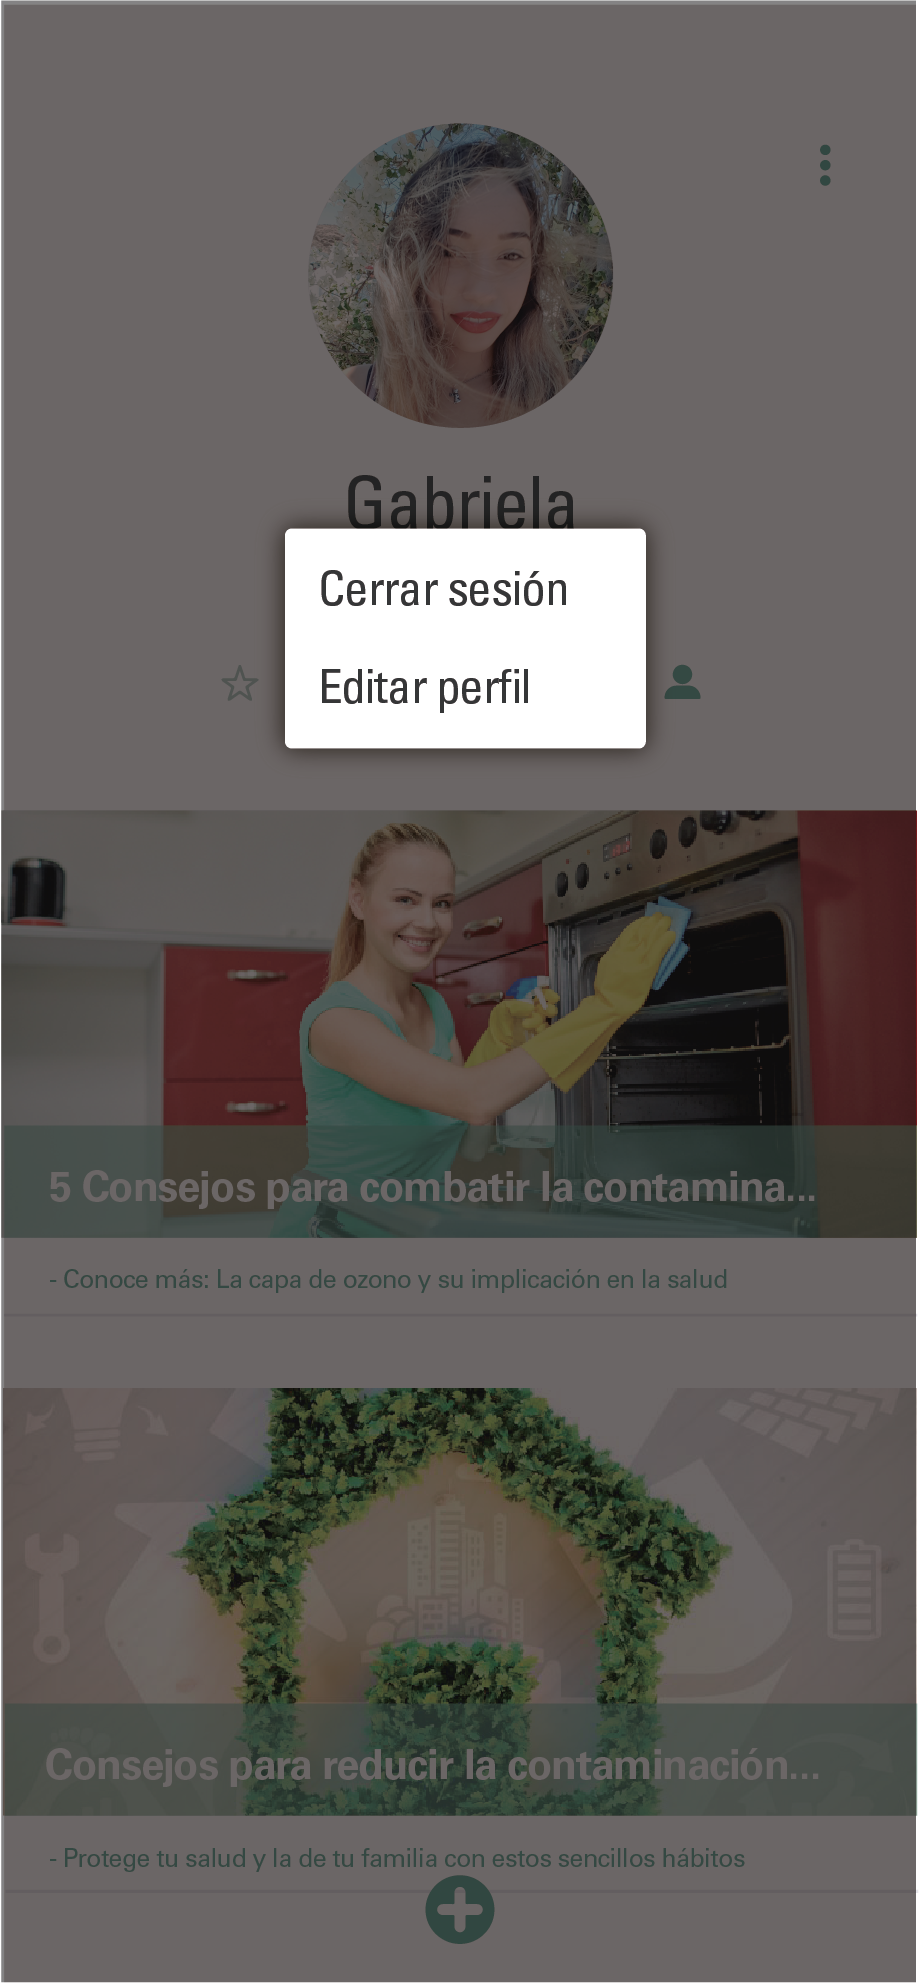 Gabriela
Cerrar sesión
Editar perfil
5 Consejos para combatir la contamina...
- Conoce más: La capa de ozono y su implicación en la salud
Consejos para reducir la contaminación...
- Protege tu salud y la de tu familia con estos sencillos hábitos